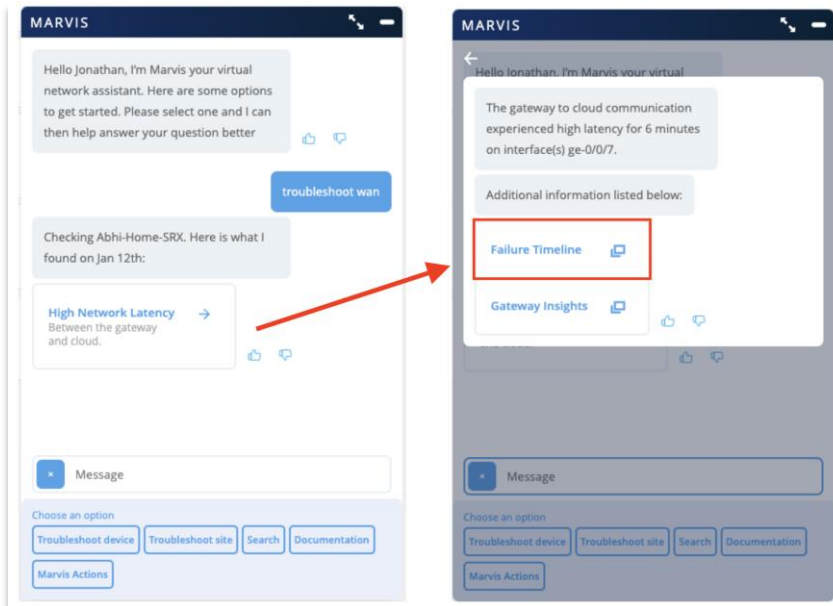 MARVIS
Hello Jonathan, I'm Marvis your virtual
network assistant. Here are some options
to get started. Please select one and I can
then help answer your question better
troubleshoot wan
Checking Abhi-Home-SRX. Here is what I
found on Jan 12th:
High Network Latency
Between the gateway
and cloud.
Message
Choose an option
Troubleshoot device
Troubleshoot site
Search
Documentation
Marvis Actions
MARVIS
Hello Jonathan, I'm Marvis your virtual
The gateway to cloud communication
experienced high latency for 6 minutes
on interface(s) ge-0/0/7.
Additional information listed below:
Failure Timeline
Gateway Insights
Message
Choose an option
Troubleshoot device
Troubleshoot site
Search
Documentation
Marvis Actions